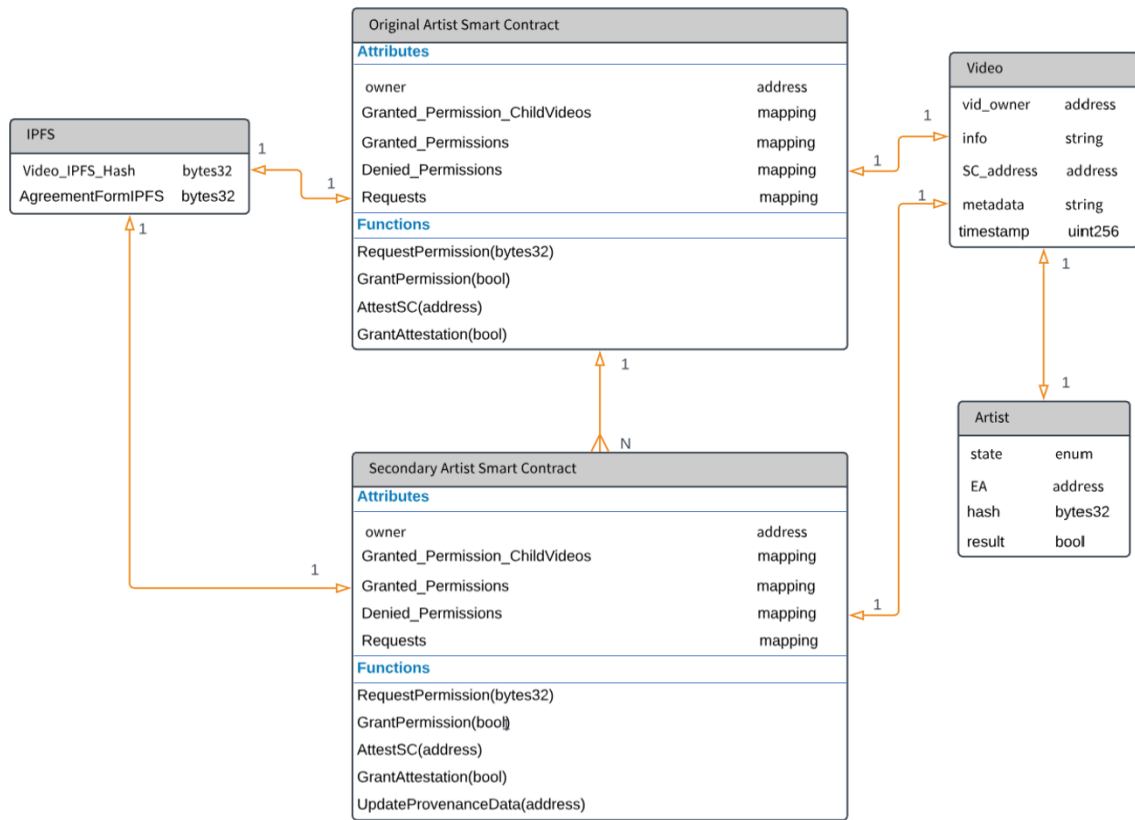 Original Artist Smart Contract
Attributes
owner address
Granted_Permission_ChildVideos mapping
Granted_Permissions mapping
Denied_Permissions mapping
Requests mapping
Functions
RequestPermission(bytes32)
GrantPermission(bool)
AttestSC(address)
GrantAttestation(bool)
IPFS
Video_IPFS_Hash bytes32
AgreementFormIPFS bytes32
1
1
1
1
1
1
Video
vid_owner address
info string
SC_address address
metadata string
timestamp uint256
1
1
Artist
state enum
EA address
hash bytes32
result bool
1
N
Secondary Artist Smart Contract
Attributes
owner address
Granted_Permission_ChildVideos mapping
Granted_Permissions mapping
Denied_Permissions mapping
Requests mapping
Functions
RequestPermission(bytes32)
GrantPermission(bool)
AttestSC(address)
GrantAttestation(bool)
UpdateProvenanceData(address)
1
1